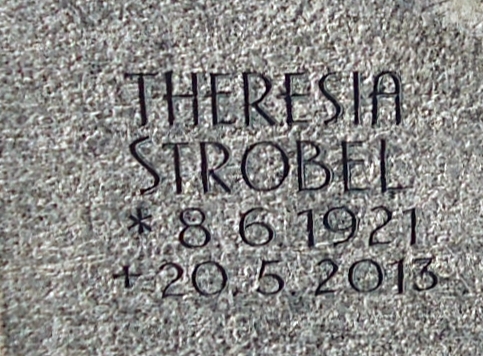 THERESIA
STROBEL
* 8. 6. 1921
+ 20. 5. 2013